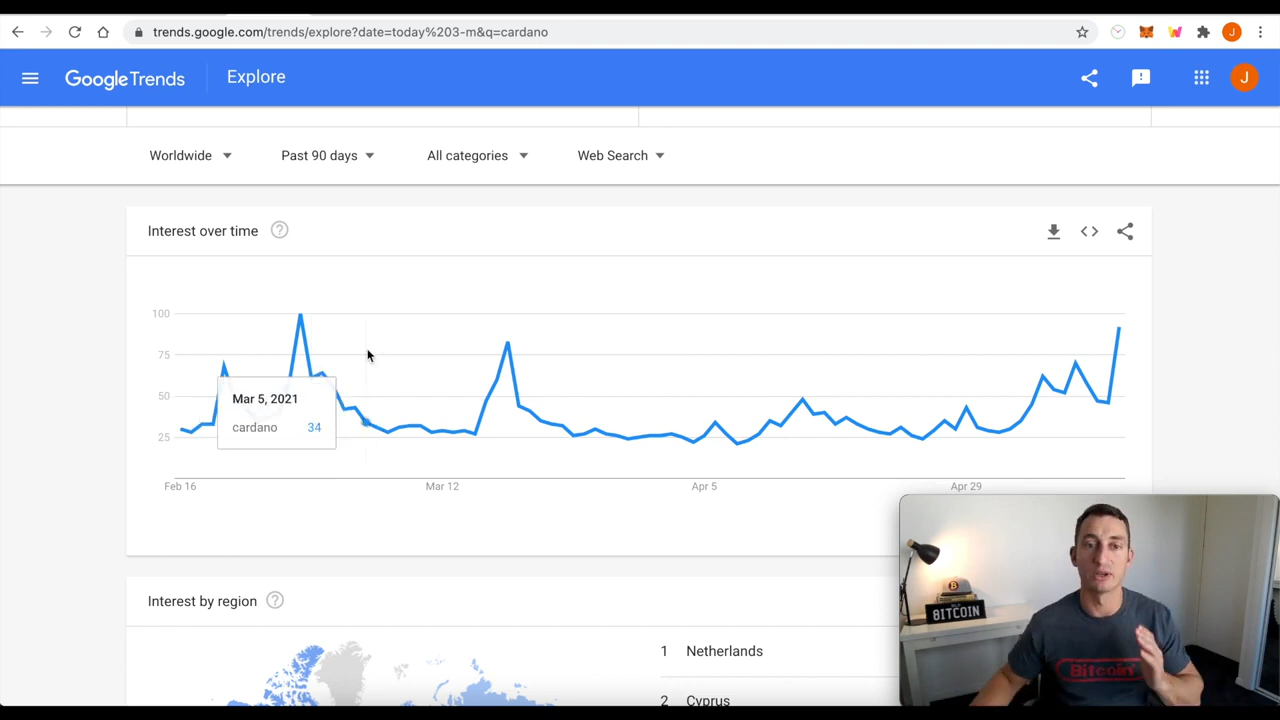 trends.google.com/trends/explore?date=today%203-m&q=cardano
J
Google Trends
Explore
J
Worldwide
Past 90 days
All categories
Web Search
Interest over time
100
75
50
25
Mar 5, 2021
cardano 34
Feb 16
Mar 12
Apr 5
Apr 29
Interest by region
1 Netherlands
2 Cyprus
BITCOIN
Bitcoin